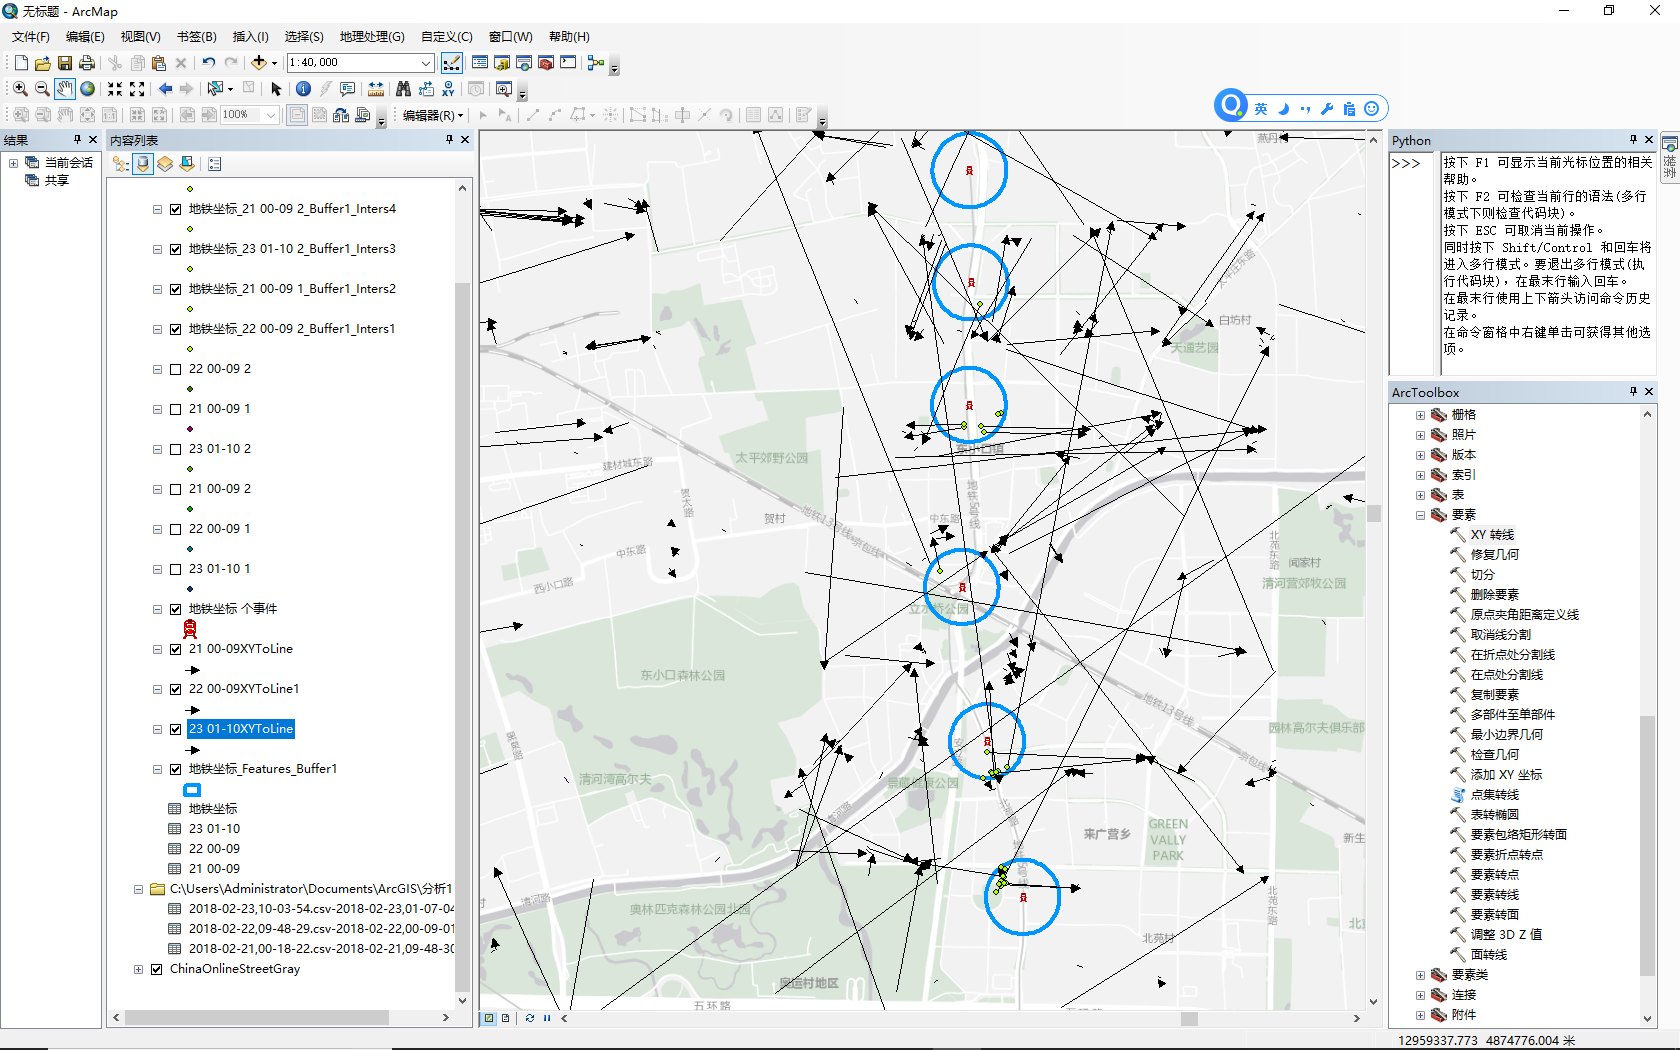 无标题 - ArcMap
文件(F) 编辑(E) 视图(V) 书签(B) 插入(I) 选择(S) 地理处理(G) 自定义(C) 窗口(W) 帮助(H)
1:40,000
100%
编辑器(R)
英
结果
当前会话
共享
内容列表
地铁坐标_21 00-09 2_Buffer1_Inters4
地铁坐标_23 01-10 2_Buffer1_Inters3
地铁坐标_21 00-09 1_Buffer1_Inters2
地铁坐标_22 00-09 2_Buffer1_Inters1
22 00-09 2
21 00-09 1
23 01-10 2
21 00-09 2
22 00-09 1
23 01-10 1
地铁坐标 个事件
21 00-09XYToLine
22 00-09XYToLine1
23 01-10XYToLine
地铁坐标_Features_Buffer1
地铁坐标
23 01-10
22 00-09
21 00-09
C:\Users\Administrator\Documents\ArcGIS\分析1
2018-02-23,10-03-54.csv-2018-02-23,01-07-04
2018-02-22,09-48-29.csv-2018-02-22,00-09-01
2018-02-21,00-18-22.csv-2018-02-21,09-48-30
ChinaOnlineStreetGray
燕丹村
白坊村
天通艺园
太平郊野公园
东小口镇
建材城东路
贺村
中东路
地铁13号线
京包线
中东路
西小口路
立水桥公园
北苑东路
闻家村
清河营郊牧公园
东小口森林公园
地铁13号线
京包线
园林高尔夫俱乐部
清河湾高尔夫
来广营乡
GREEN
VALLY
PARK
新生
奥林匹克森林公园北园
北苑东路
北苑村
奥运村地区
五环路
Python
>>>
按下 F1 可显示当前光标位置的相关
帮助。
按下 F2 可检查当前行的语法(多行
模式下则检查代码块)。
按下 ESC 可取消当前操作。
同时按下 Shift/Control 和回车将
进入多行模式。要退出多行模式(执
行代码块)，在最末行输入回车。
在最末行使用上下箭头访问命令历史
记录。
在命令窗格中右键单击可获得其他选
项。
ArcToolbox
栅格
照片
版本
索引
表
要素
XY 转线
修复几何
切分
删除要素
原点夹角距离定义线
取消线分割
在折点处分割线
在点处分割线
复制要素
多部件至单部件
最小边界几何
检查几何
添加 XY 坐标
点集转线
表转椭圆
要素包络矩形转面
要素折点转点
要素转点
要素转线
要素转面
调整 3D Z 值
面转线
要素类
连接
附件
12959337.773 4874776.004 米